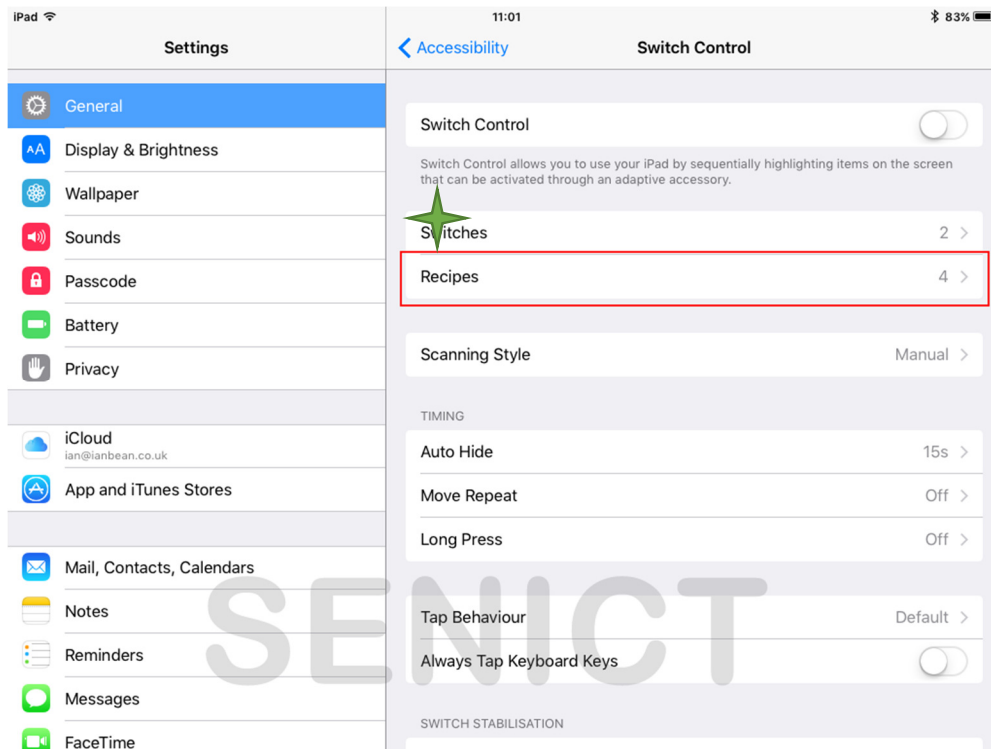 iPad 11:01 83%
Settings
Accessibility Switch Control
General
Display & Brightness
Wallpaper
Sounds
Passcode
Battery
Privacy
iCloud
ian@ianbean.co.uk
App and iTunes Stores
Mail, Contacts, Calendars
Notes
Reminders
Messages
FaceTime
Switch Control
Switch Control allows you to use your iPad by sequentially highlighting items on the screen
that can be activated through an adaptive accessory.
Switches 2
Recipes 4
Scanning Style Manual
TIMING
Auto Hide 15s
Move Repeat Off
Long Press Off
Tap Behaviour Default
Always Tap Keyboard Keys
SWITCH STABILISATION
SENICT